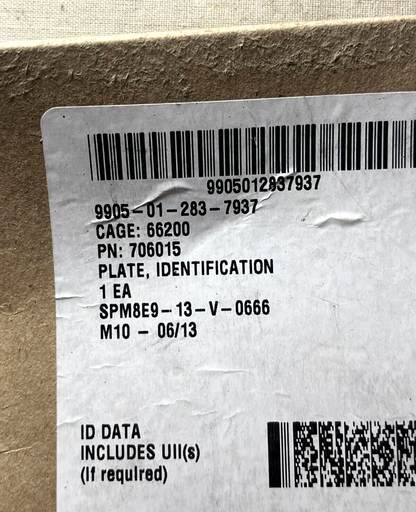 9905012837937
9905-01-283-7937
CAGE: 66200
PN: 706015
PLATE, IDENTIFICATION
1 EA
SPM8E9-13-V-0666
M10 - 06/13
ID DATA
INCLUDES UII(s)
(If required)